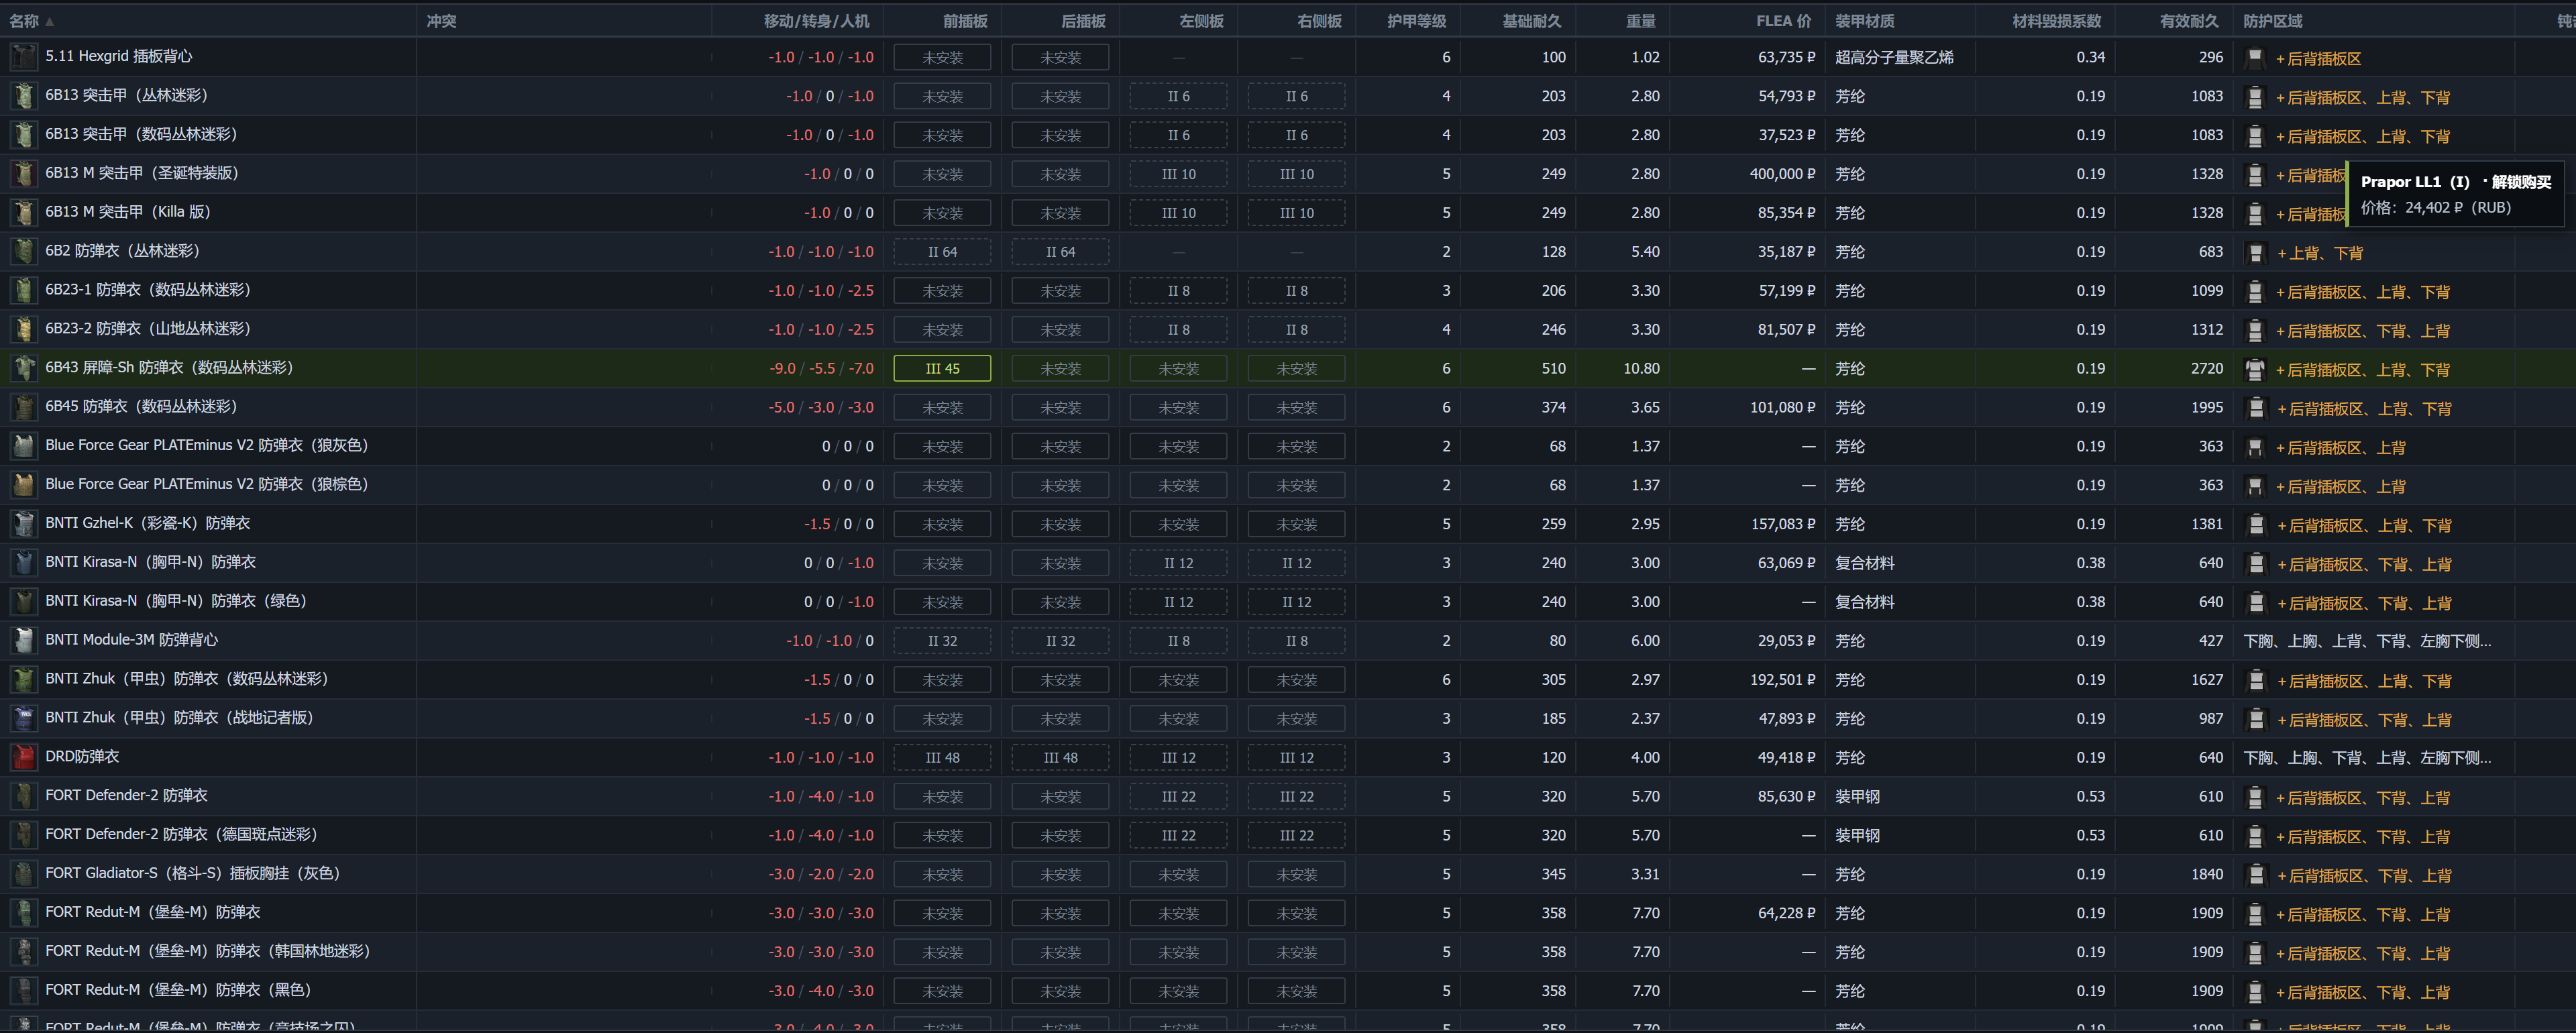 名称 ▲ 冲突 移动/转身/人机 前插板 后插板 左侧板 右侧板 护甲等级 基础耐久 重量 FLEA 价 装甲材质 材料毁损系数 有效耐久 防护区域
5.11 Hexgrid 插板背心 -1.0 / -1.0 / -1.0 未安装 未安装 — — 6 100 1.02 63,735 ₽ 超高分子量聚乙烯 0.34 296 +后背插板区
6B13 突击甲（丛林迷彩） -1.0 / 0 / -1.0 未安装 未安装 II 6 II 6 4 203 2.80 54,793 ₽ 芳纶 0.19 1083 +后背插板区、上背、下背
6B13 突击甲（数码丛林迷彩） -1.0 / 0 / -1.0 未安装 未安装 II 6 II 6 4 203 2.80 37,523 ₽ 芳纶 0.19 1083 +后背插板区、上背、下背
6B13 M 突击甲（圣诞特装版） -1.0 / 0 / 0 未安装 未安装 III 10 III 10 5 249 2.80 400,000 ₽ 芳纶 0.19 1328 +后背插板
Prapor LL1（I） · 解锁购买
价格：24,402 ₽（RUB）
6B13 M 突击甲（Killa 版） -1.0 / 0 / 0 未安装 未安装 III 10 III 10 5 249 2.80 85,354 ₽ 芳纶 0.19 1328 +后背插板
6B2 防弹衣（丛林迷彩） -1.0 / -1.0 / -1.0 II 64 II 64 — — 2 128 5.40 35,187 ₽ 芳纶 0.19 683 +上背、下背
6B23-1 防弹衣（数码丛林迷彩） -1.0 / -1.0 / -2.5 未安装 未安装 II 8 II 8 3 206 3.30 57,199 ₽ 芳纶 0.19 1099 +后背插板区、上背、下背
6B23-2 防弹衣（山地丛林迷彩） -1.0 / -1.0 / -2.5 未安装 未安装 II 8 II 8 4 246 3.30 81,507 ₽ 芳纶 0.19 1312 +后背插板区、下背、上背
6B43 屏障-Sh 防弹衣（数码丛林迷彩） -9.0 / -5.5 / -7.0 III 45 未安装 未安装 未安装 6 510 10.80 — 芳纶 0.19 2720 +后背插板区、上背、下背
6B45 防弹衣（数码丛林迷彩） -5.0 / -3.0 / -3.0 未安装 未安装 未安装 未安装 6 374 3.65 101,080 ₽ 芳纶 0.19 1995 +后背插板区、上背、下背
Blue Force Gear PLATEminus V2 防弹衣（狼灰色） 0 / 0 / 0 未安装 未安装 未安装 未安装 2 68 1.37 — 芳纶 0.19 363 +后背插板区、上背
Blue Force Gear PLATEminus V2 防弹衣（狼棕色） 0 / 0 / 0 未安装 未安装 未安装 未安装 2 68 1.37 — 芳纶 0.19 363 +后背插板区、上背
BNTI Gzhel-K（彩瓷-K）防弹衣 -1.5 / 0 / 0 未安装 未安装 未安装 未安装 5 259 2.95 157,083 ₽ 芳纶 0.19 1381 +后背插板区、上背、下背
BNTI Kirasa-N（胸甲-N）防弹衣 0 / 0 / -1.0 未安装 未安装 II 12 II 12 3 240 3.00 63,069 ₽ 复合材料 0.38 640 +后背插板区、下背、上背
BNTI Kirasa-N（胸甲-N）防弹衣（绿色） 0 / 0 / -1.0 未安装 未安装 II 12 II 12 3 240 3.00 — 复合材料 0.38 640 +后背插板区、下背、上背
BNTI Module-3M 防弹背心 -1.0 / -1.0 / 0 II 32 II 32 II 8 II 8 2 80 6.00 29,053 ₽ 芳纶 0.19 427 下胸、上胸、上背、下背、左胸下侧...
BNTI Zhuk（甲虫）防弹衣（数码丛林迷彩） -1.5 / 0 / 0 未安装 未安装 未安装 未安装 6 305 2.97 192,501 ₽ 芳纶 0.19 1627 +后背插板区、上背、下背
BNTI Zhuk（甲虫）防弹衣（战地记者版） -1.5 / 0 / 0 未安装 未安装 未安装 未安装 3 185 2.37 47,893 ₽ 芳纶 0.19 987 +后背插板区、下背、上背
DRD防弹衣 -1.0 / -1.0 / -1.0 III 48 III 48 III 12 III 12 3 120 4.00 49,418 ₽ 芳纶 0.19 640 下胸、上胸、下背、上背、左胸下侧...
FORT Defender-2 防弹衣 -1.0 / -4.0 / -1.0 未安装 未安装 III 22 III 22 5 320 5.70 85,630 ₽ 装甲钢 0.53 610 +后背插板区、下背、上背
FORT Defender-2 防弹衣（德国斑点迷彩） -1.0 / -4.0 / -1.0 未安装 未安装 III 22 III 22 5 320 5.70 — 装甲钢 0.53 610 +后背插板区、下背、上背
FORT Gladiator-S（格斗-S）插板胸挂（灰色） -3.0 / -2.0 / -2.0 未安装 未安装 未安装 未安装 5 345 3.31 — 芳纶 0.19 1840 +后背插板区、下背、上背
FORT Redut-M（堡垒-M）防弹衣 -3.0 / -3.0 / -3.0 未安装 未安装 未安装 未安装 5 358 7.70 64,228 ₽ 芳纶 0.19 1909 +后背插板区、下背、上背
FORT Redut-M（堡垒-M）防弹衣（韩国林地迷彩） -3.0 / -3.0 / -3.0 未安装 未安装 未安装 未安装 5 358 7.70 — 芳纶 0.19 1909 +后背插板区、下背、上背
FORT Redut-M（堡垒-M）防弹衣（黑色） -3.0 / -4.0 / -3.0 未安装 未安装 未安装 未安装 5 358 7.70 — 芳纶 0.19 1909 +后背插板区、下背、上背
FORT Redut-M（堡垒-M）防弹衣（竞技场之囚） -3.0 / -4.0 / -3.0 未安装 未安装 未安装 未安装 5 358 7.70 — 芳纶 0.19 1909 +后背插板区、下背、上背